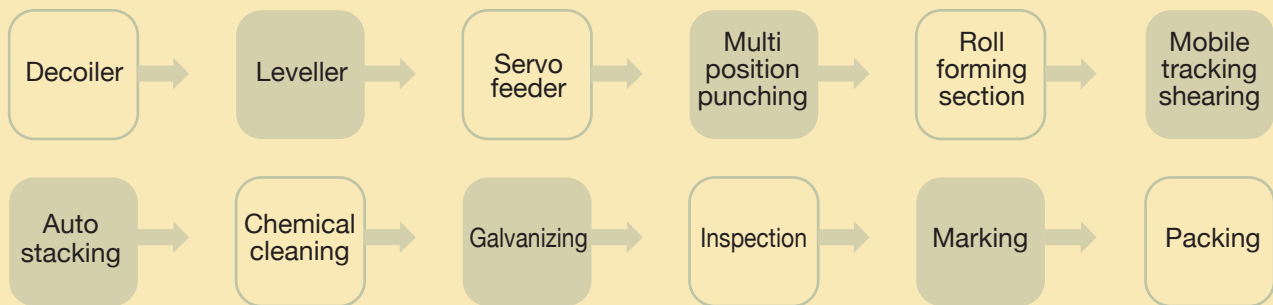 Decoiler
Leveller
Servo
feeder
Multi
position
punching
Roll
forming
section
Mobile
tracking
shearing
Auto
stacking
Chemical
cleaning
Galvanizing
Inspection
Marking
Packing